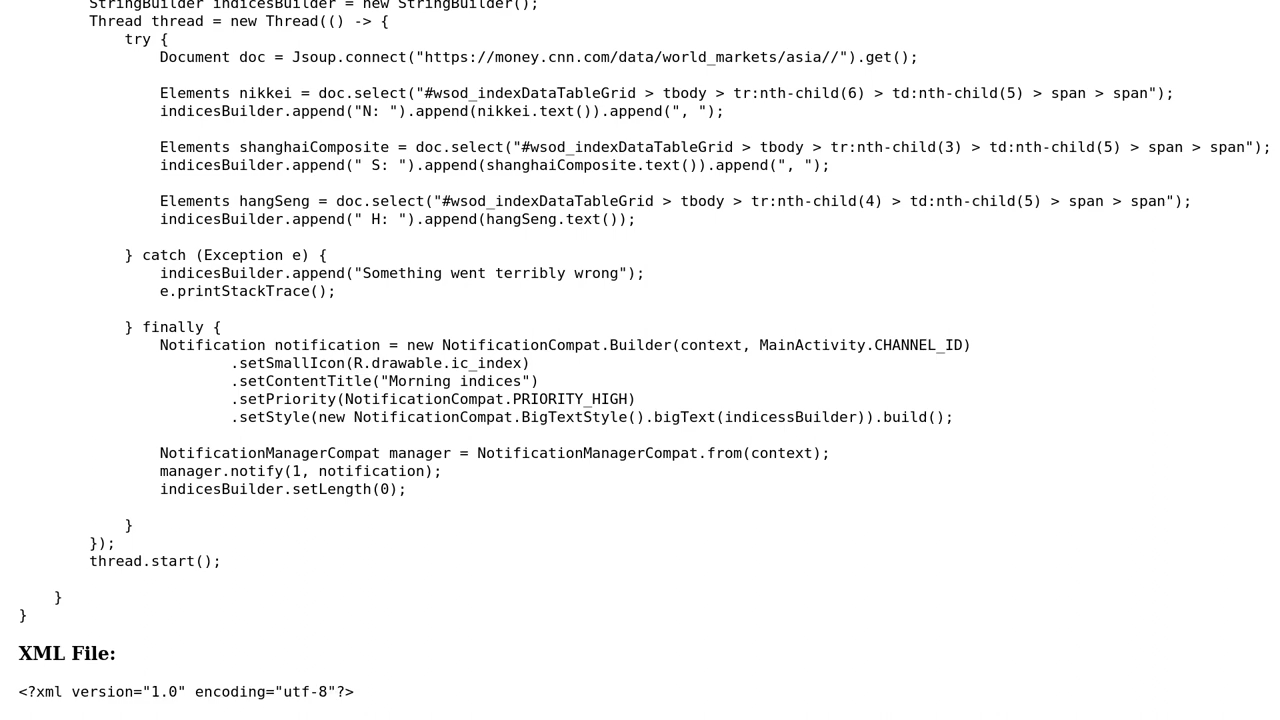 StringBuilder indicesBuilder = new StringBuilder();
Thread thread = new Thread(() -> {
try {
Document doc = Jsoup.connect("https://money.cnn.com/data/world_markets/asia//").get();
Elements nikkei = doc.select("#wsod_indexDataTableGrid > tbody > tr:nth-child(6) > td:nth-child(5) > span > span");
indicesBuilder.append("N: ").append(nikkei.text()).append(", ");
Elements shanghaiComposite = doc.select("#wsod_indexDataTableGrid > tbody > tr:nth-child(3) > td:nth-child(5) > span > span");
indicesBuilder.append(" S: ").append(shanghaiComposite.text()).append(", ");
Elements hangSeng = doc.select("#wsod_indexDataTableGrid > tbody > tr:nth-child(4) > td:nth-child(5) > span > span");
indicesBuilder.append(" H: ").append(hangSeng.text());
} catch (Exception e) {
indicesBuilder.append("Something went terribly wrong");
e.printStackTrace();
} finally {
Notification notification = new NotificationCompat.Builder(context, MainActivity.CHANNEL_ID)
.setSmallIcon(R.drawable.ic_index)
.setContentTitle("Morning indices")
.setPriority(NotificationCompat.PRIORITY_HIGH)
.setStyle(new NotificationCompat.BigTextStyle().bigText(indicessBuilder)).build();
NotificationManagerCompat manager = NotificationManagerCompat.from(context);
manager.notify(1, notification);
indicesBuilder.setLength(0);
}
});
thread.start();
}
}
XML File:
<?xml version="1.0" encoding="utf-8"?>